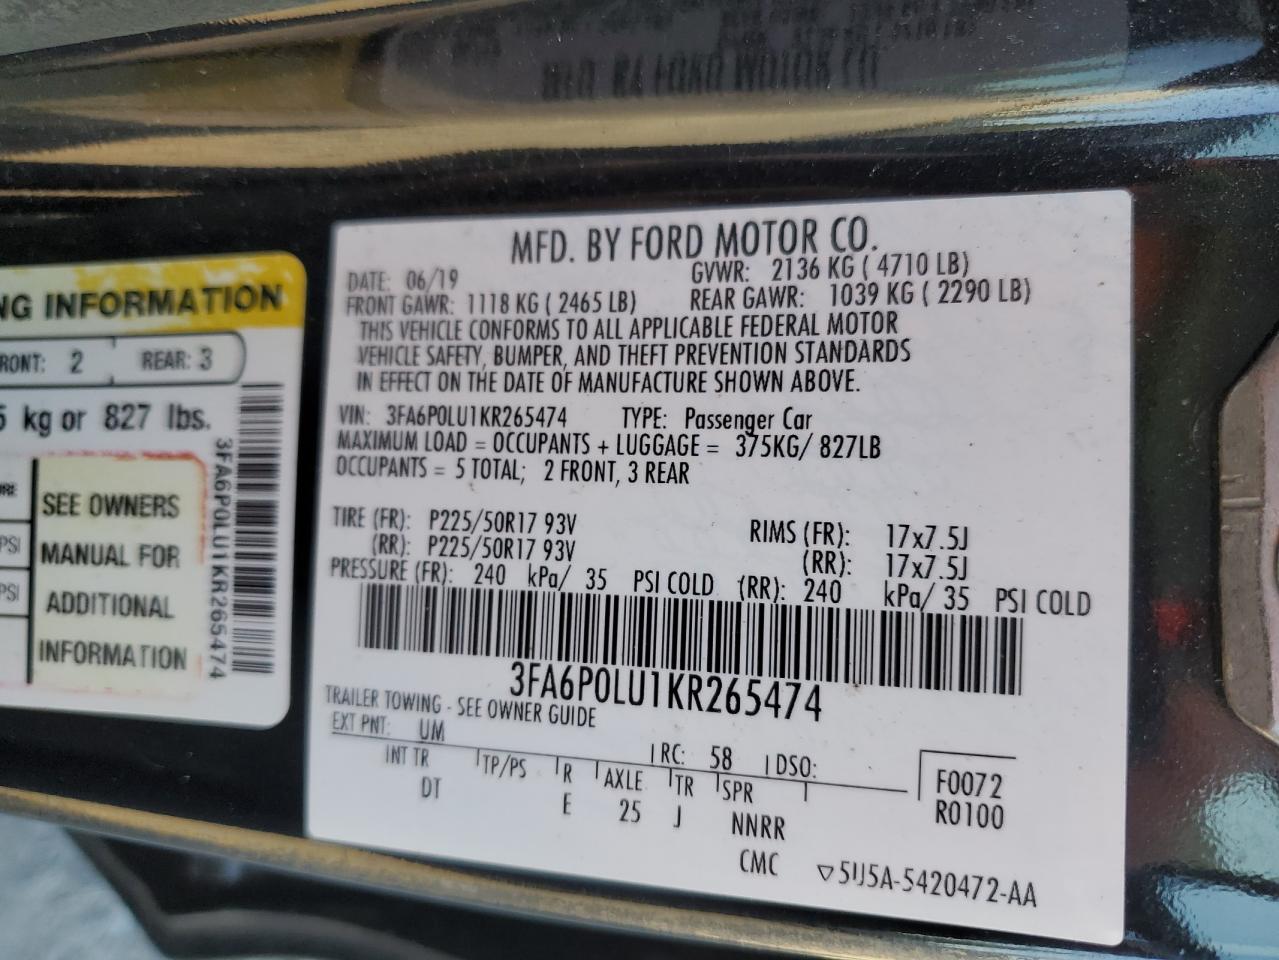 NG INFORMATION
RONT: 2 REAR: 3
kg or 827 lbs.
3FA6P0LU1KR265474
PSI
PSI
SEE OWNERS
MANUAL FOR
ADDITIONAL
INFORMATION
MFD. BY FORD MOTOR CO.
DATE: 06/19 GVWR: 2136 KG ( 4710 LB)
FRONT GAWR: 1118 KG ( 2465 LB) REAR GAWR: 1039 KG ( 2290 LB)
THIS VEHICLE CONFORMS TO ALL APPLICABLE FEDERAL MOTOR
VEHICLE SAFETY, BUMPER, AND THEFT PREVENTION STANDARDS
IN EFFECT ON THE DATE OF MANUFACTURE SHOWN ABOVE.
VIN: 3FA6P0LU1KR265474 TYPE: Passenger Car
MAXIMUM LOAD = OCCUPANTS + LUGGAGE = 375KG/ 827LB
OCCUPANTS = 5 TOTAL; 2 FRONT, 3 REAR
TIRE (FR): P225/50R17 93V RIMS (FR): 17x7.5J
(RR): P225/50R17 93V (RR): 17x7.5J
PRESSURE (FR): 240 kPa/ 35 PSI COLD (RR): 240 kPa/ 35 PSI COLD
3FA6P0LU1KR265474
TRAILER TOWING - SEE OWNER GUIDE
EXT PNT: UM RC: 58 DSO:
INT TR TP/PS R AXLE TR SPR F0072
DT E 25 J NNRR R0100
CMC ▽5U5A-5420472-AA